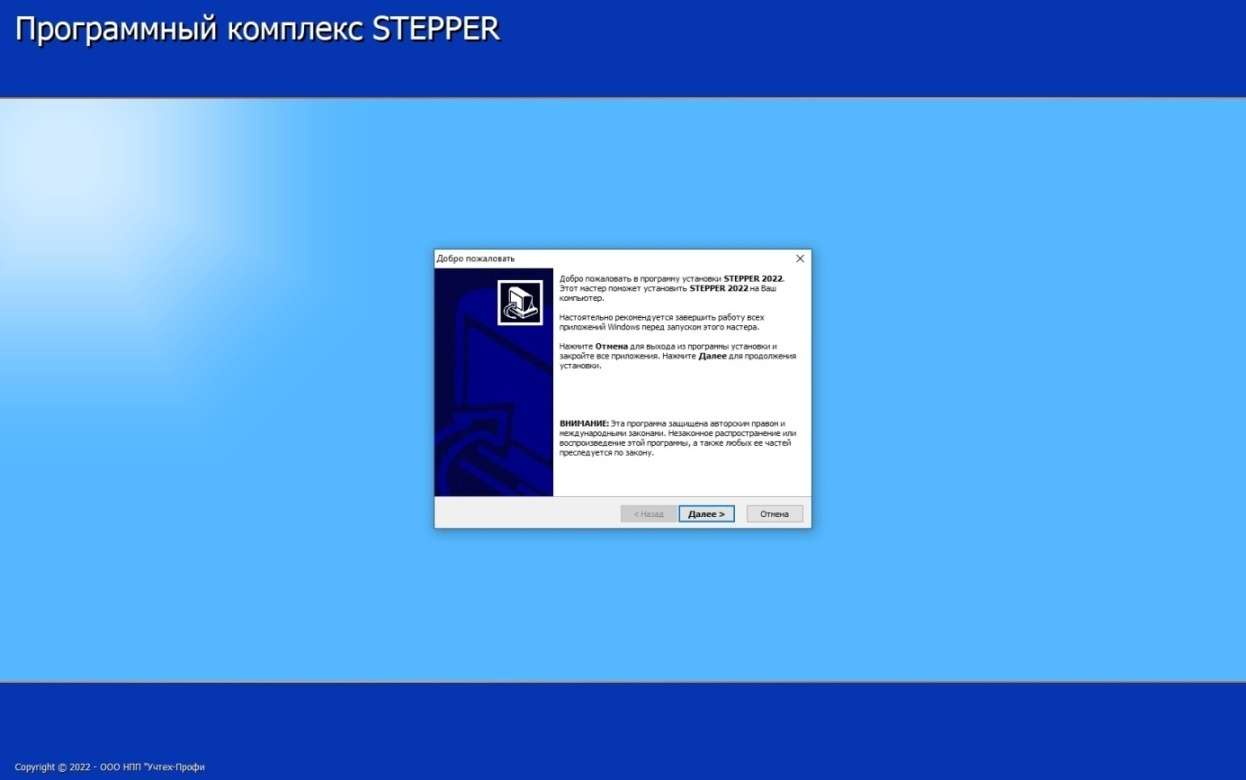 Программный комплекс STEPPER
Добро пожаловать
Добро пожаловать в программу установки STEPPER 2022.
Этот мастер поможет установить STEPPER 2022 на Ваш
компьютер.
Настоятельно рекомендуется завершить работу всех
приложений Windows перед запуском этого мастера.
Нажмите Отмена для выхода из программы установки и
закройте все приложения. Нажмите Далее для продолжения
установки.
ВНИМАНИЕ: Эта программа защищена авторским правом и
международными законами. Незаконное распространение или
воспроизведение этой программы, а также любых ее частей
преследуется по закону.
< Назад Далее > Отмена
Copyright © 2022 - ООО НПП "Учтех-Профи